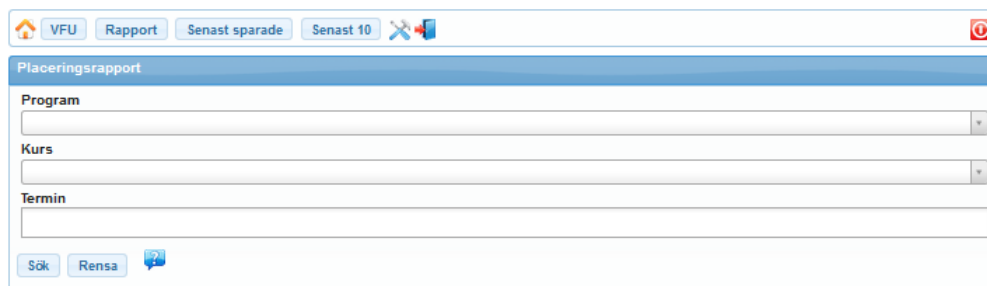 VFU Rapport Senast sparade Senast 10
Placeringsrapport
Program
Kurs
Termin
Sök Rensa